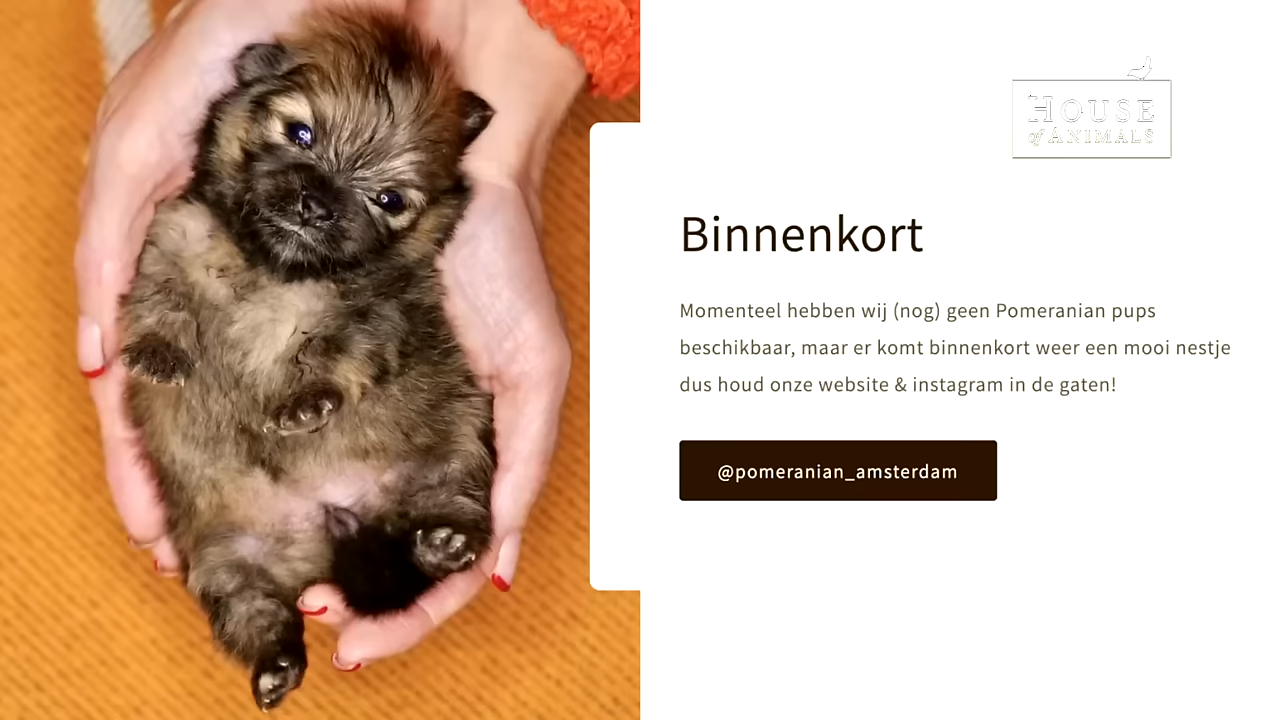 HOUSE
of ANIMALS
Binnenkort
Momenteel hebben wij (nog) geen Pomeranian pups
beschikbaar, maar er komt binnenkort weer een mooi nestje
dus houd onze website & instagram in de gaten!
@pomeranian_amsterdam